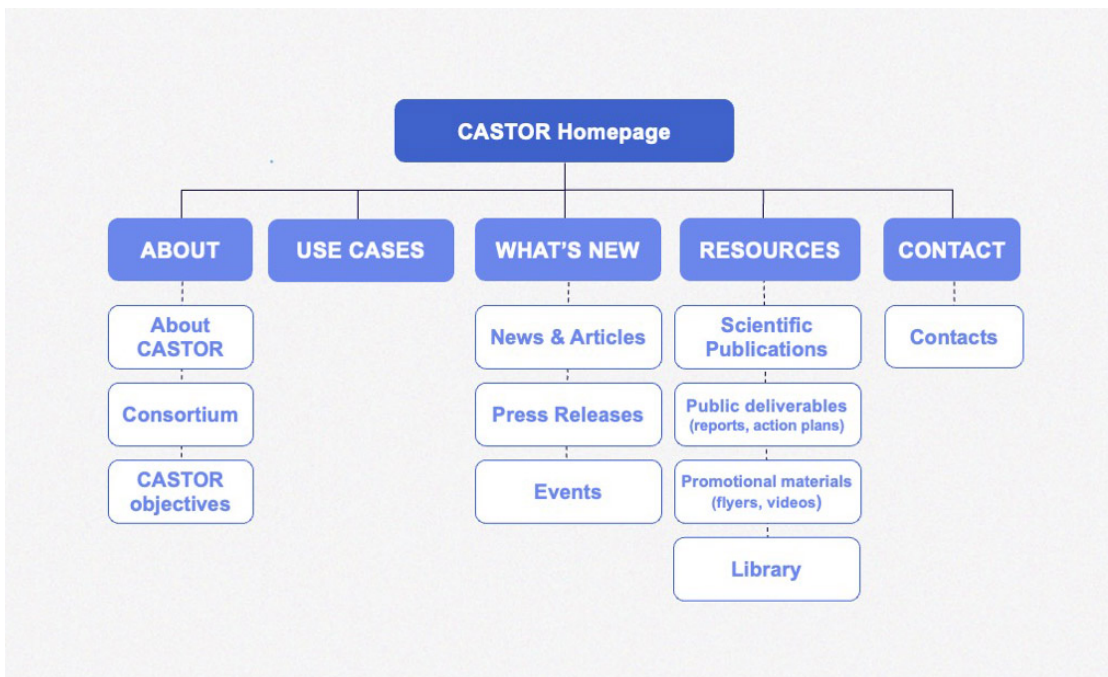 CASTOR Homepage
ABOUT
USE CASES
WHAT'S NEW
RESOURCES
CONTACT
About
CASTOR
Consortium
CASTOR
objectives
News & Articles
Press Releases
Events
Scientific
Publications
Public deliverables
(reports, action plans)
Promotional materials
(flyers, videos)
Library
Contacts